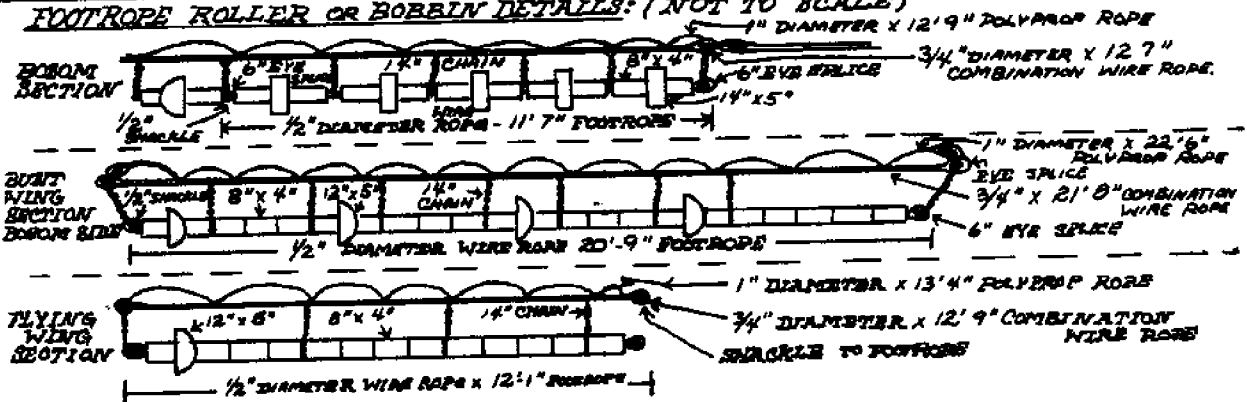 FOOTROPE ROLLER OR BOBBIN DETAILS: (NOT TO SCALE)
1" DIAMETER x 12'9" POLYPROP ROPE
BOSOM SECTION
6" EYE SPLICE
14" CHAIN
8" x 4"
6" EYE SPLICE
3/4" DIAMETER x 12 7" COMBINATION WIRE ROPE.
14" x 5"
1/2" SHACKLE
1/2" DIAMETER WIRE ROPE - 11'7" FOOTROPE
1" DIAMETER x 22'6" POLYPROP ROPE
BUNT WING SECTION BOSOM SIDE
1/2" SHACKLE
8" x 4"
12" x 5"
14" CHAIN
EYE SPLICE
3/4" x 21'8" COMBINATION WIRE ROPE
6" EYE SPLICE
1/2" DIAMETER WIRE ROPE 20'-9" FOOTROPE
1" DIAMETER x 13'4" POLYPROP ROPE
FLYING WING SECTION
8" x 4"
14" CHAIN
3/4" DIAMETER x 12'9" COMBINATION WIRE ROPE
SHACKLE TO FOOTROPE
1/2" DIAMETER WIRE ROPE x 12'-1" FOOTROPE